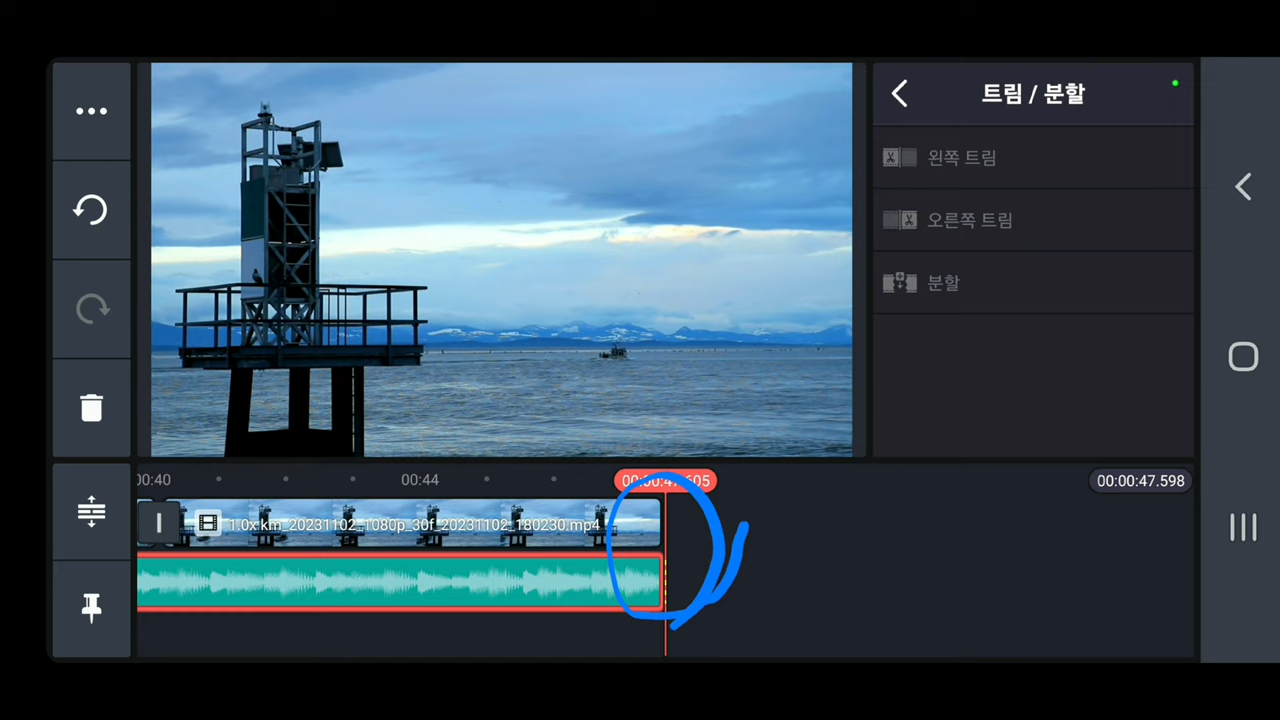 트림 / 분할
왼쪽 트림
오른쪽 트림
분할
00:40
00:44
00:00:47.605
00:00:47.598
1.0x km_20231102_1080p_30f_20231102_180230.mp4